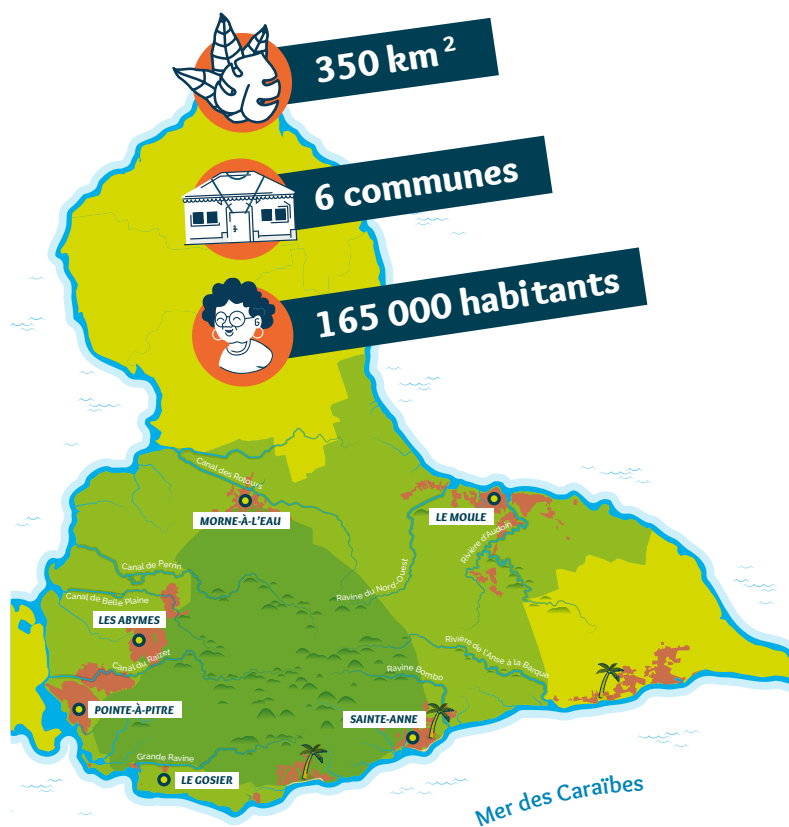 350 km²
6 communes
165 000 habitants
Canal des Rotours
MORNE-À-L'EAU
LE MOULE
Rivière d'Audoin
Canal de Perrin
Ravine du Nord-Ouest
Canal de Belle Plaine
LES ABYMES
Canal du Raizet
Rivière de l'Anse à la Barque
Ravine Bombo
POINTE-À-PITRE
SAINTE-ANNE
Grande Ravine
LE GOSIER
Mer des Caraïbes